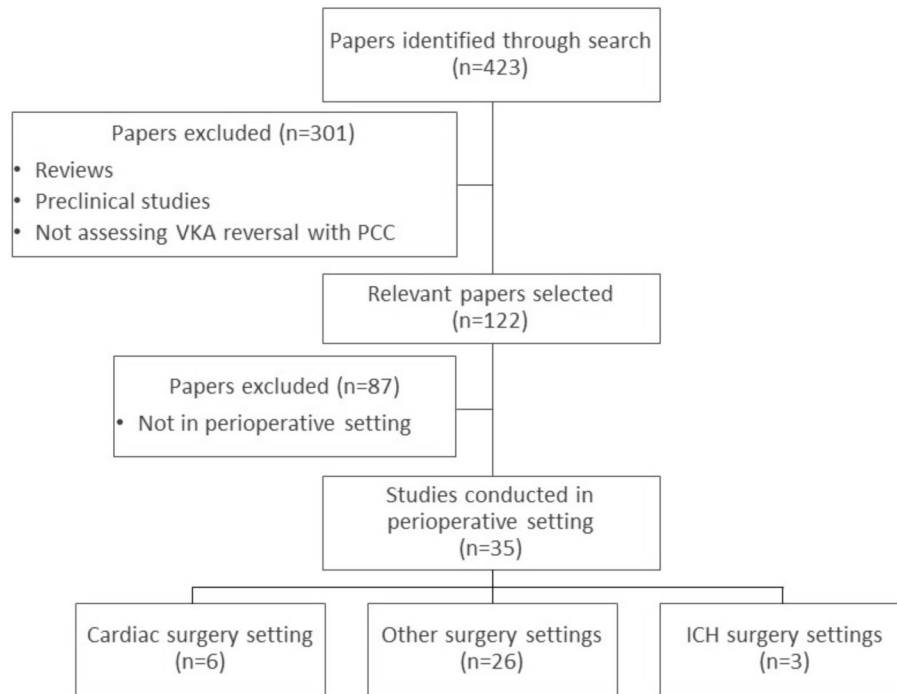 Papers identified through search
(n=423)
Papers excluded (n=301)
• Reviews
• Preclinical studies
• Not assessing VKA reversal with PCC
Relevant papers selected
(n=122)
Papers excluded (n=87)
• Not in perioperative setting
Studies conducted in
perioperative setting
(n=35)
Cardiac surgery setting
(n=6)
Other surgery settings
(n=26)
ICH surgery settings
(n=3)